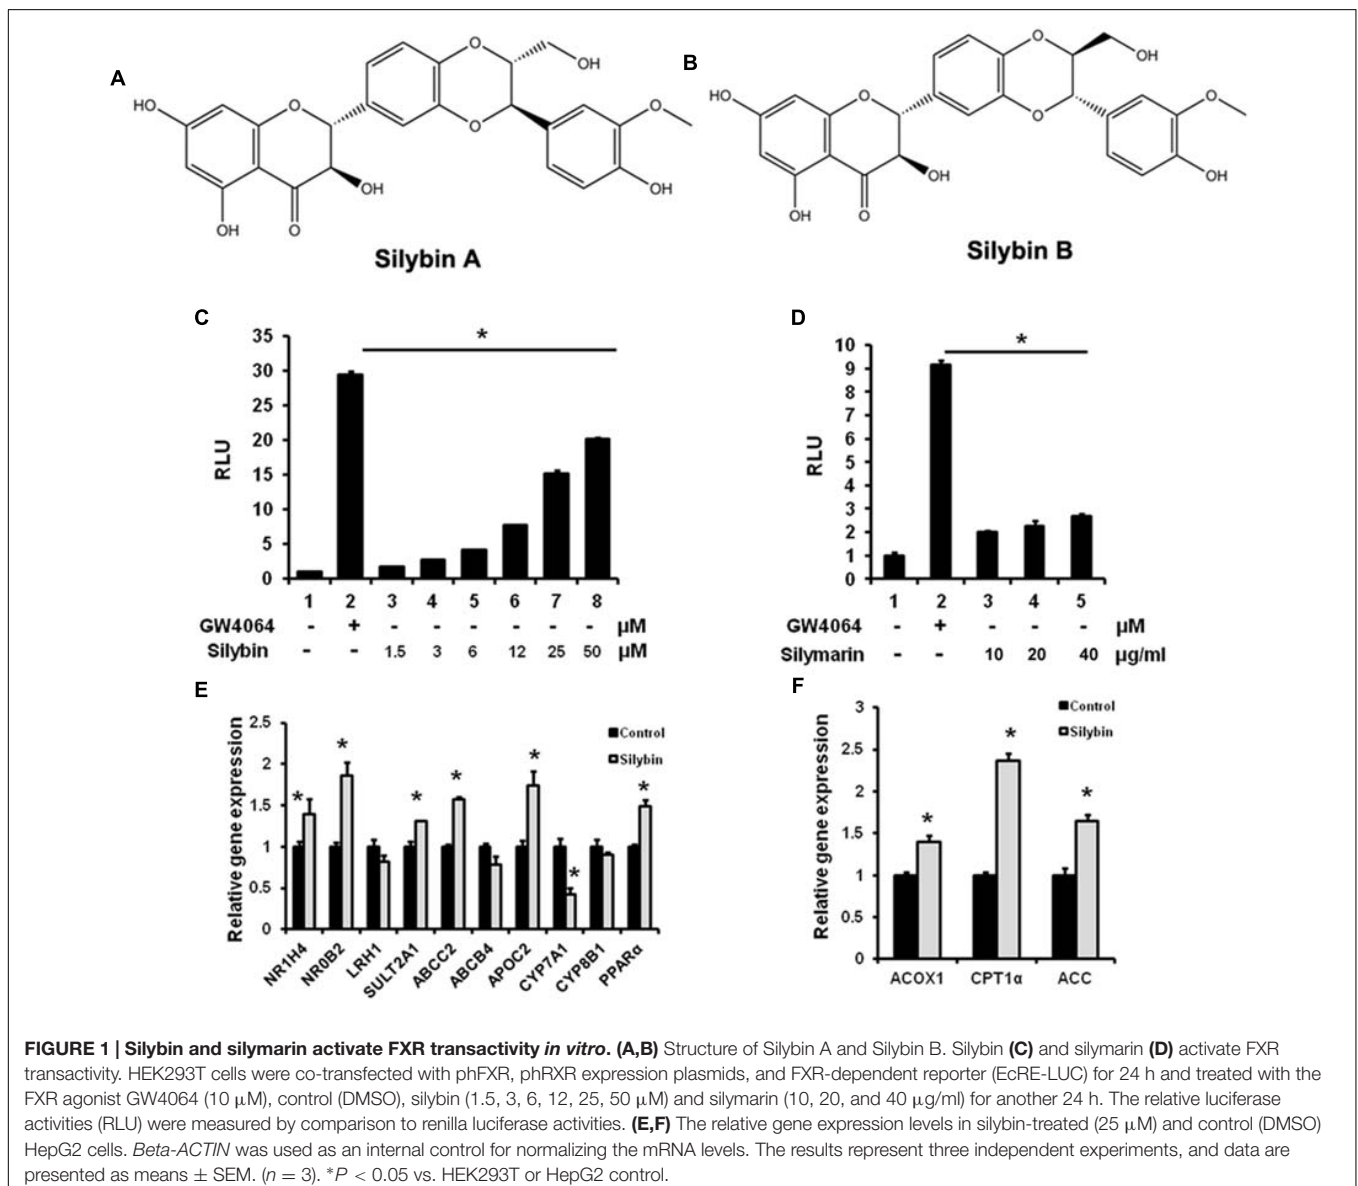 A
HO
O
O
O
OH
O
OH
OH
OH
O
Silybin A
B
HO
O
O
O
OH
O
OH
OH
OH
O
Silybin B
C
*
RLU
35
30
25
20
15
10
5
0
1 2 3 4 5 6 7 8
GW4064 - + - - - - - - µM
Silybin - - 1.5 3 6 12 25 50 µM
D
*
RLU
10
9
8
7
6
5
4
3
2
1
0
1 2 3 4 5
GW4064 - + - - - µM
Silymarin - - 10 20 40 µg/ml
E
Relative gene expression
2.5
2
1.5
1
0.5
0
Control
Silybin
* * * * * * *
NR1H4 NR0B2 LRH1 SULT2A1 ABCC2 ABCB4 APOC2 CYP7A1 CYP8B1 PPARα
F
Relative gene expression
3
2.5
2
1.5
1
0.5
0
Control
Silybin
* * *
ACOX1 CPT1α ACC
FIGURE 1 | Silybin and silymarin activate FXR transactivity in vitro. (A,B) Structure of Silybin A and Silybin B. Silybin (C) and silymarin (D) activate FXR
transactivity. HEK293T cells were co-transfected with phFXR, phRXR expression plasmids, and FXR-dependent reporter (EcRE-LUC) for 24 h and treated with the
FXR agonist GW4064 (10 µM), control (DMSO), silybin (1.5, 3, 6, 12, 25, 50 µM) and silymarin (10, 20, and 40 µg/ml) for another 24 h. The relative luciferase
activities (RLU) were measured by comparison to renilla luciferase activities. (E,F) The relative gene expression levels in silybin-treated (25 µM) and control (DMSO)
HepG2 cells. Beta-ACTIN was used as an internal control for normalizing the mRNA levels. The results represent three independent experiments, and data are
presented as means ± SEM. (n = 3). *P < 0.05 vs. HEK293T or HepG2 control.